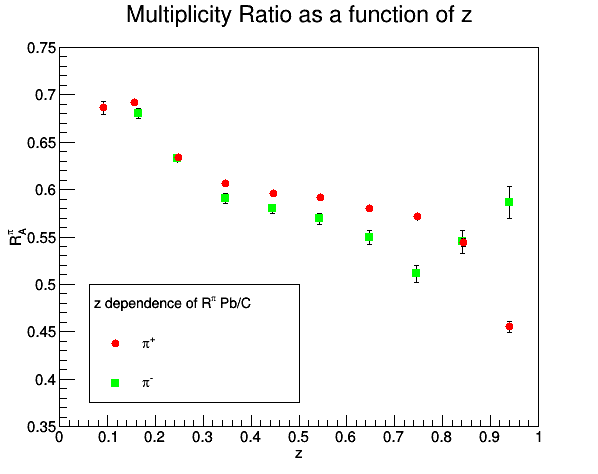 Multiplicity Ratio as a function of z
0.75
0.7
0.65
0.6
0.55
0.5
0.45
0.4
0.35
R^π_A
z dependence of R^π Pb/C
π^+
π^-
0 0.1 0.2 0.3 0.4 0.5 0.6 0.7 0.8 0.9 1
z